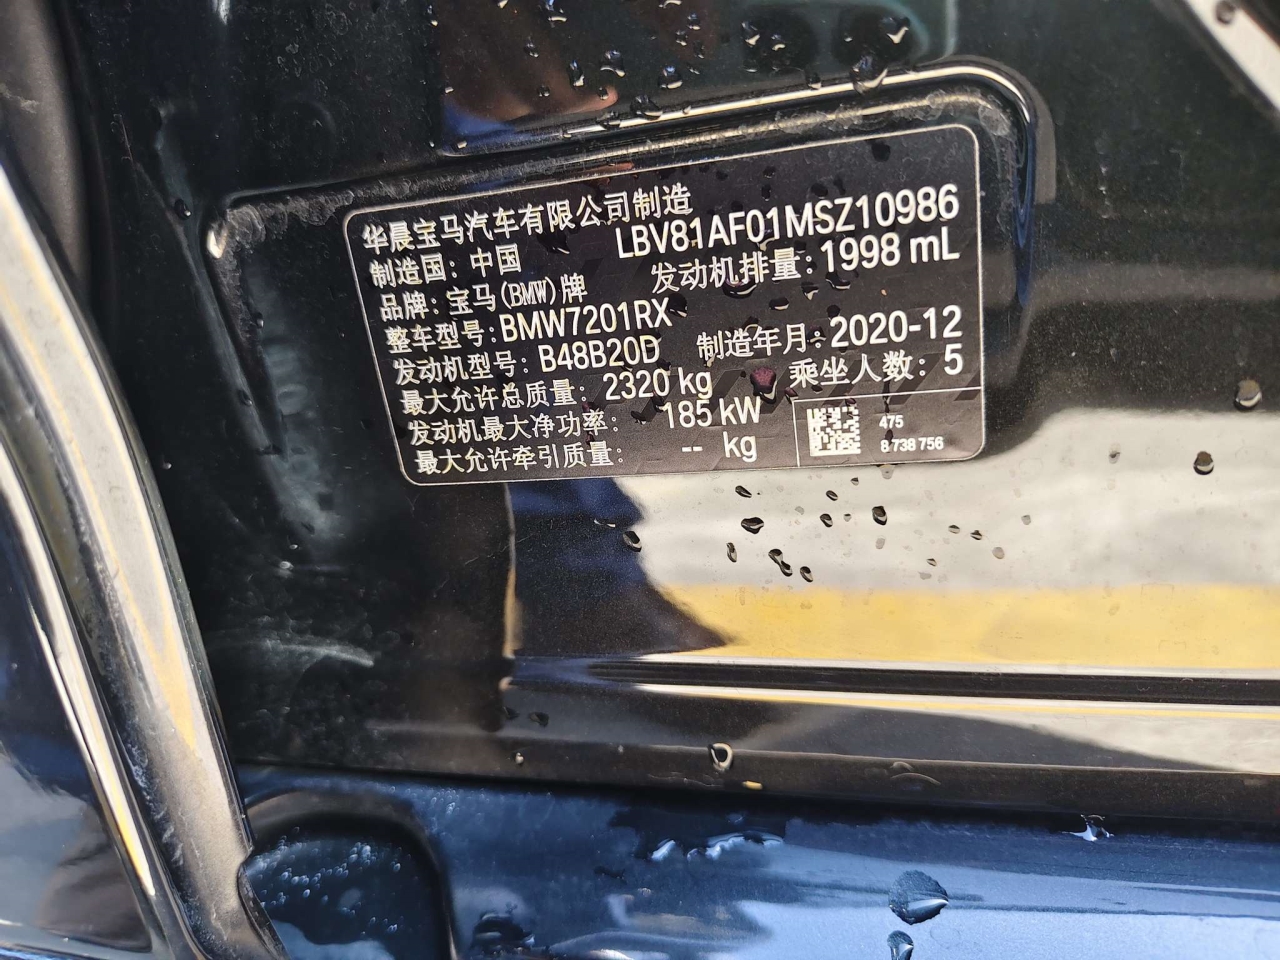 华晨宝马汽车有限公司制造
制造国：中国 LBV81AF01MSZ10986
品牌：宝马(BMW)牌 发动机排量：1998 mL
整车型号：BMW7201RX 制造年月：2020-12
发动机型号：B48B20D 乘坐人数：5
最大允许总质量：2320 kg
发动机最大净功率：185 kW
最大允许牵引质量：-- kg
475
8 738 756